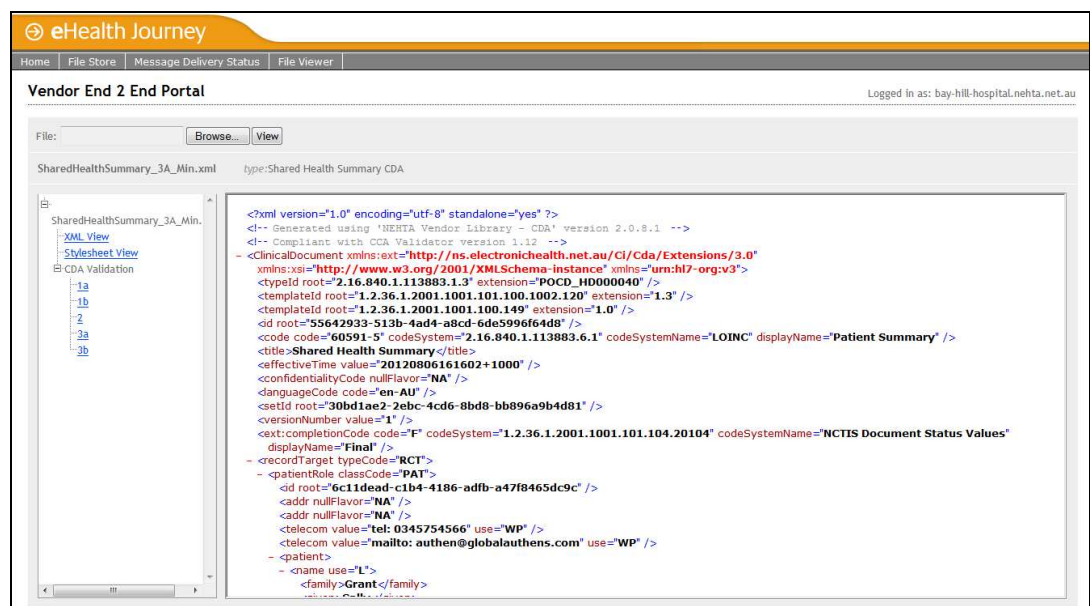 eHealth Journey
Home File Store Message Delivery Status File Viewer
Vendor End 2 End Portal
Logged in as: bay-hill-hospital.nehta.net.au
File: Browse... View
SharedHealthSummary_3A_Min.xml type:Shared Health Summary CDA
SharedHealthSummary_3A_Min.
XML View
Stylesheet View
CDA Validation
1a
1b
2
3a
3b
<?xml version="1.0" encoding="utf-8" standalone="yes" ?>
<!-- Generated using 'NEHTA Vendor Library - CDA' version 2.0.8.1 -->
<!-- Compliant with CCA Validator version 1.12 -->
- <ClinicalDocument xmlns:ext="http://ns.electronichealth.net.au/Ci/Cda/Extensions/3.0"
xmlns:xsi="http://www.w3.org/2001/XMLSchema-instance" xmlns="urn:hl7-org:v3">
<typeId root="2.16.840.1.113883.1.3" extension="POCD_HD000040" />
<templateId root="1.2.36.1.2001.1001.101.100.1002.120" extension="1.3" />
<templateId root="1.2.36.1.2001.1001.100.149" extension="1.0" />
<id root="55642933-513b-4ad4-a8cd-6de5996f64d8" />
<code code="60591-5" codeSystem="2.16.840.1.113883.6.1" codeSystemName="LOINC" displayName="Patient Summary" />
<title>Shared Health Summary</title>
<effectiveTime value="20120806161602+1000" />
<confidentialityCode nullFlavor="NA" />
<languageCode code="en-AU" />
<setId root="30bd1ae2-2ebc-4cd6-8bd8-bb896a9b4d81" />
<versionNumber value="1" />
<ext:completionCode code="F" codeSystem="1.2.36.1.2001.1001.101.104.20104" codeSystemName="NCTIS Document Status Values"
displayName="Final" />
- <recordTarget typeCode="RCT">
- <patientRole classCode="PAT">
<id root="6c11dead-c1b4-4186-adfb-a47f8465dc9c" />
<addr nullFlavor="NA" />
<addr nullFlavor="NA" />
<telecom value="tel: 0345754566" use="WP" />
<telecom value="mailto: authen@globalauthens.com" use="WP" />
- <patient>
- <name use="L">
<family>Grant</family>